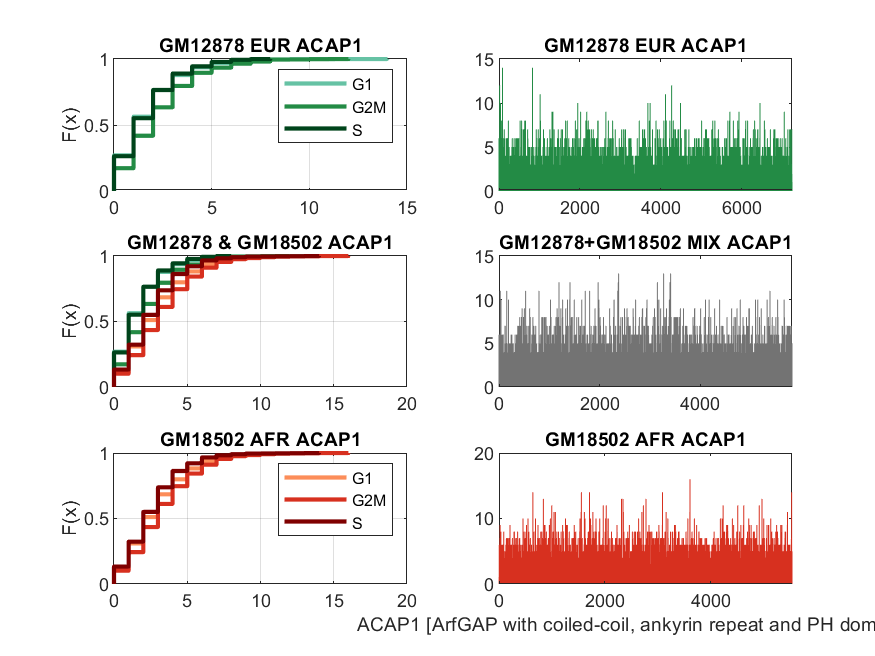 GM12878 EUR ACAP1
1
0.5
0
F(x)
0 5 10 15
G1
G2M
S
GM12878 EUR ACAP1
15
10
5
0
0 2000 4000 6000
GM12878 & GM18502 ACAP1
1
0.5
0
F(x)
0 5 10 15 20
GM12878+GM18502 MIX ACAP1
15
10
5
0
0 2000 4000
GM18502 AFR ACAP1
1
0.5
0
F(x)
0 5 10 15 20
G1
G2M
S
GM18502 AFR ACAP1
20
10
0
0 2000 4000
ACAP1 [ArfGAP with coiled-coil, ankyrin repeat and PH dom